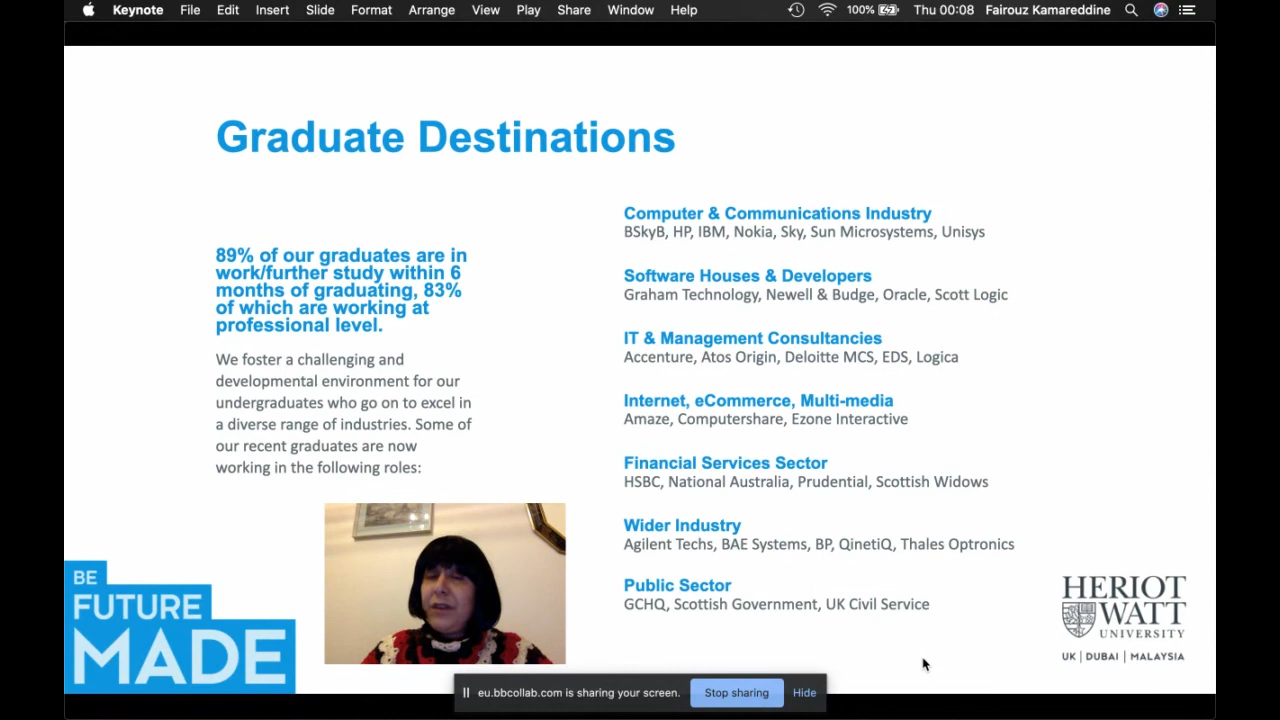 Keynote File Edit Insert Slide Format Arrange View Play Share Window Help 100% Thu 00:08 Fairouz Kamareddine
Graduate Destinations
89% of our graduates are in
work/further study within 6
months of graduating, 83%
of which are working at
professional level.
We foster a challenging and
developmental environment for our
undergraduates who go on to excel in
a diverse range of industries. Some of
our recent graduates are now
working in the following roles:
Computer & Communications Industry
BSkyB, HP, IBM, Nokia, Sky, Sun Microsystems, Unisys
Software Houses & Developers
Graham Technology, Newell & Budge, Oracle, Scott Logic
IT & Management Consultancies
Accenture, Atos Origin, Deloitte MCS, EDS, Logica
Internet, eCommerce, Multi-media
Amaze, Computershare, Ezone Interactive
Financial Services Sector
HSBC, National Australia, Prudential, Scottish Widows
Wider Industry
Agilent Techs, BAE Systems, BP, QinetiQ, Thales Optronics
Public Sector
GCHQ, Scottish Government, UK Civil Service
BE
FUTURE
MADE
HERIOT
WATT
UNIVERSITY
UK | DUBAI | MALAYSIA
eu.bbcollab.com is sharing your screen. Stop sharing Hide